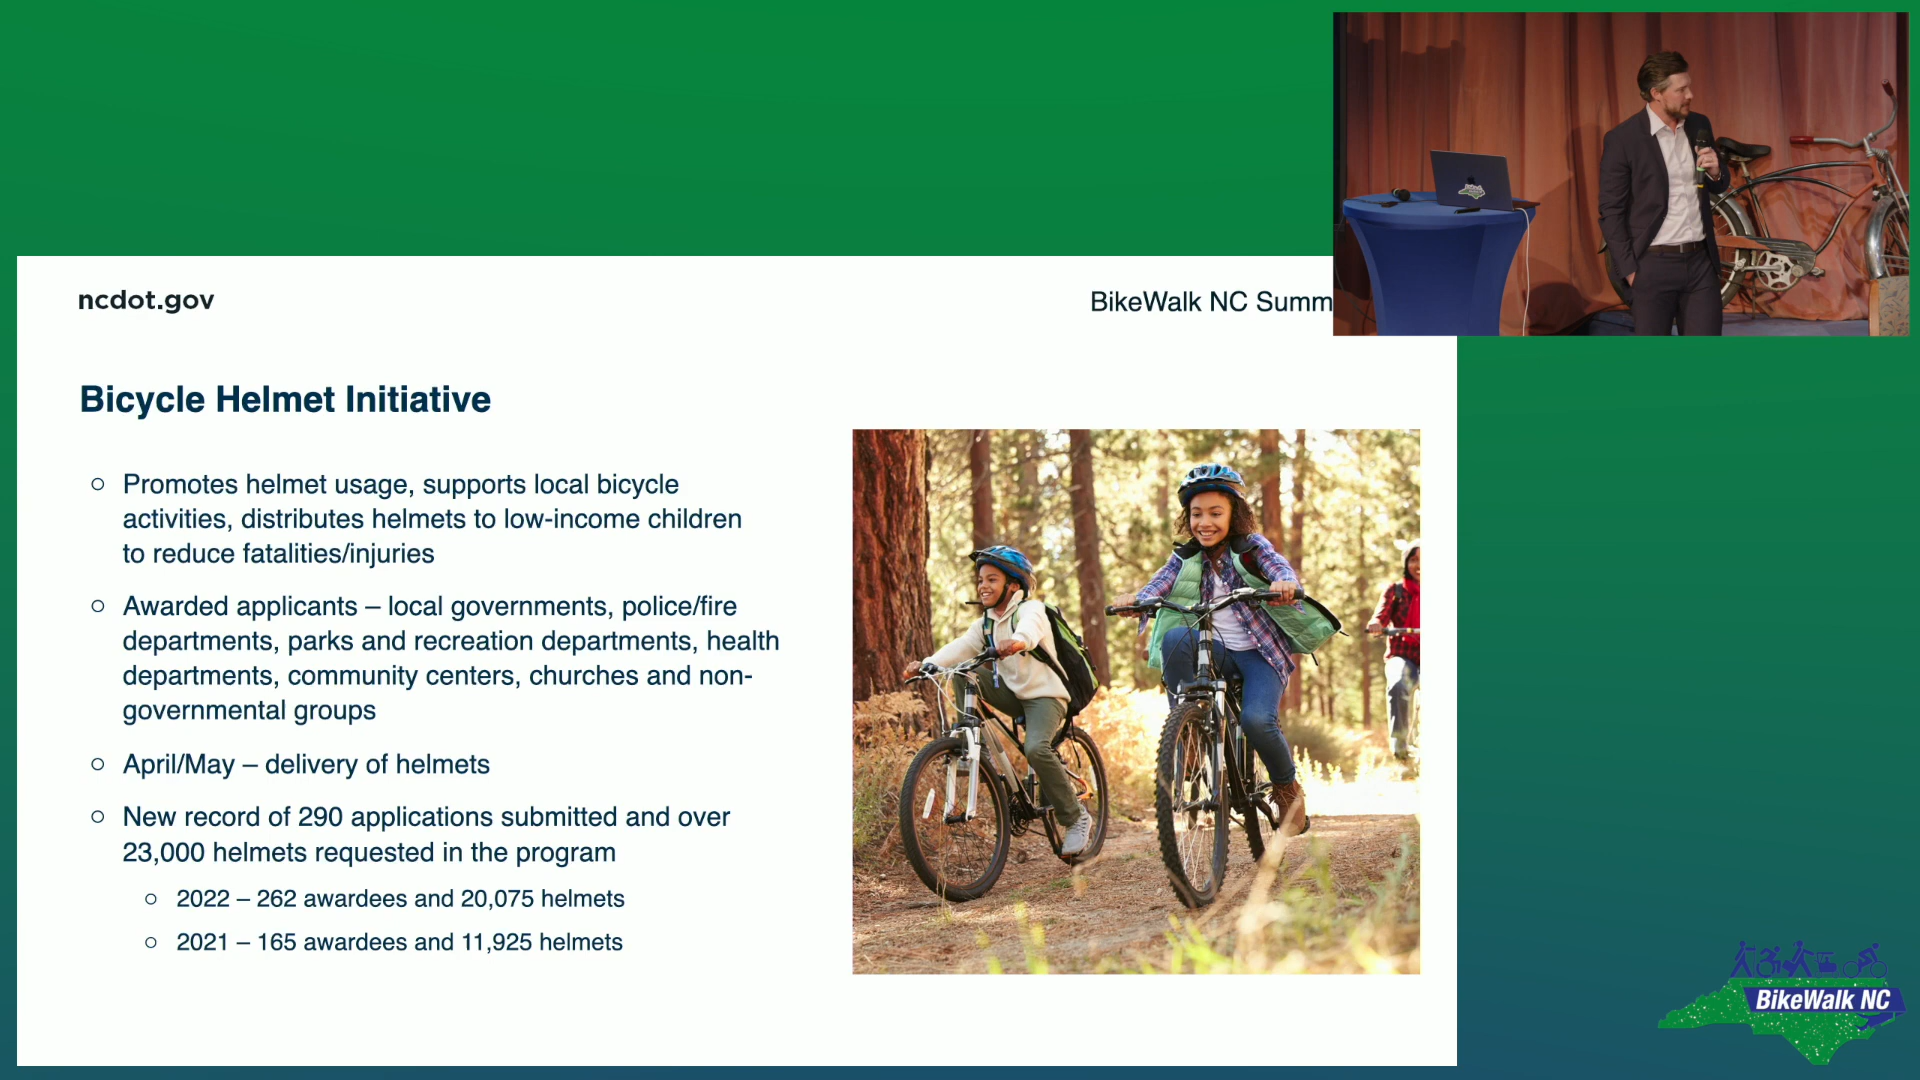 ncdot.gov
BikeWalk NC Summ
Bicycle Helmet Initiative
○ Promotes helmet usage, supports local bicycle
activities, distributes helmets to low-income children
to reduce fatalities/injuries
○ Awarded applicants – local governments, police/fire
departments, parks and recreation departments, health
departments, community centers, churches and non-
governmental groups
○ April/May – delivery of helmets
○ New record of 290 applications submitted and over
23,000 helmets requested in the program
○ 2022 – 262 awardees and 20,075 helmets
○ 2021 – 165 awardees and 11,925 helmets
BikeWalk NC